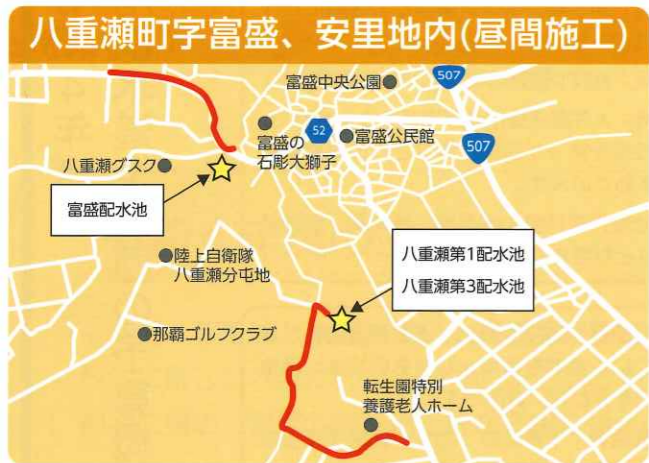 八重瀬町字富盛、安里地内(昼間施工)
富盛中央公園
507
52
富盛の
石彫大獅子
富盛公民館
507
八重瀬グスク
富盛配水池
陸上自衛隊
八重瀬分屯地
八重瀬第1配水池
八重瀬第3配水池
那覇ゴルフクラブ
転生園特別
養護老人ホーム